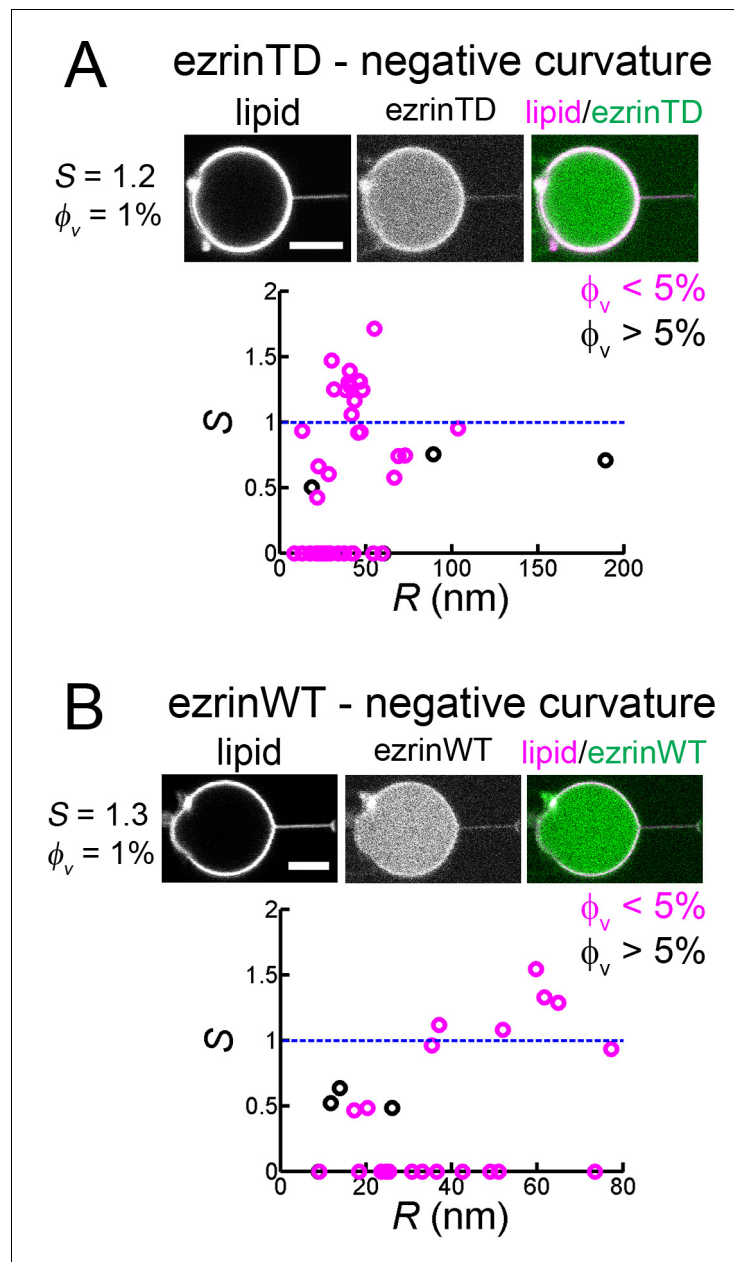 A ezrinTD - negative curvature
lipid ezrinTD lipid/ezrinTD
S = 1.2
ϕv = 1%
ϕv < 5%
ϕv > 5%
2
1.5
1
0.5
0
S
0 50 100 150 200
R (nm)
B ezrinWT - negative curvature
lipid ezrinWT lipid/ezrinWT
S = 1.3
ϕv = 1%
ϕv < 5%
ϕv > 5%
2
1.5
1
0.5
0
S
0 20 40 60 80
R (nm)